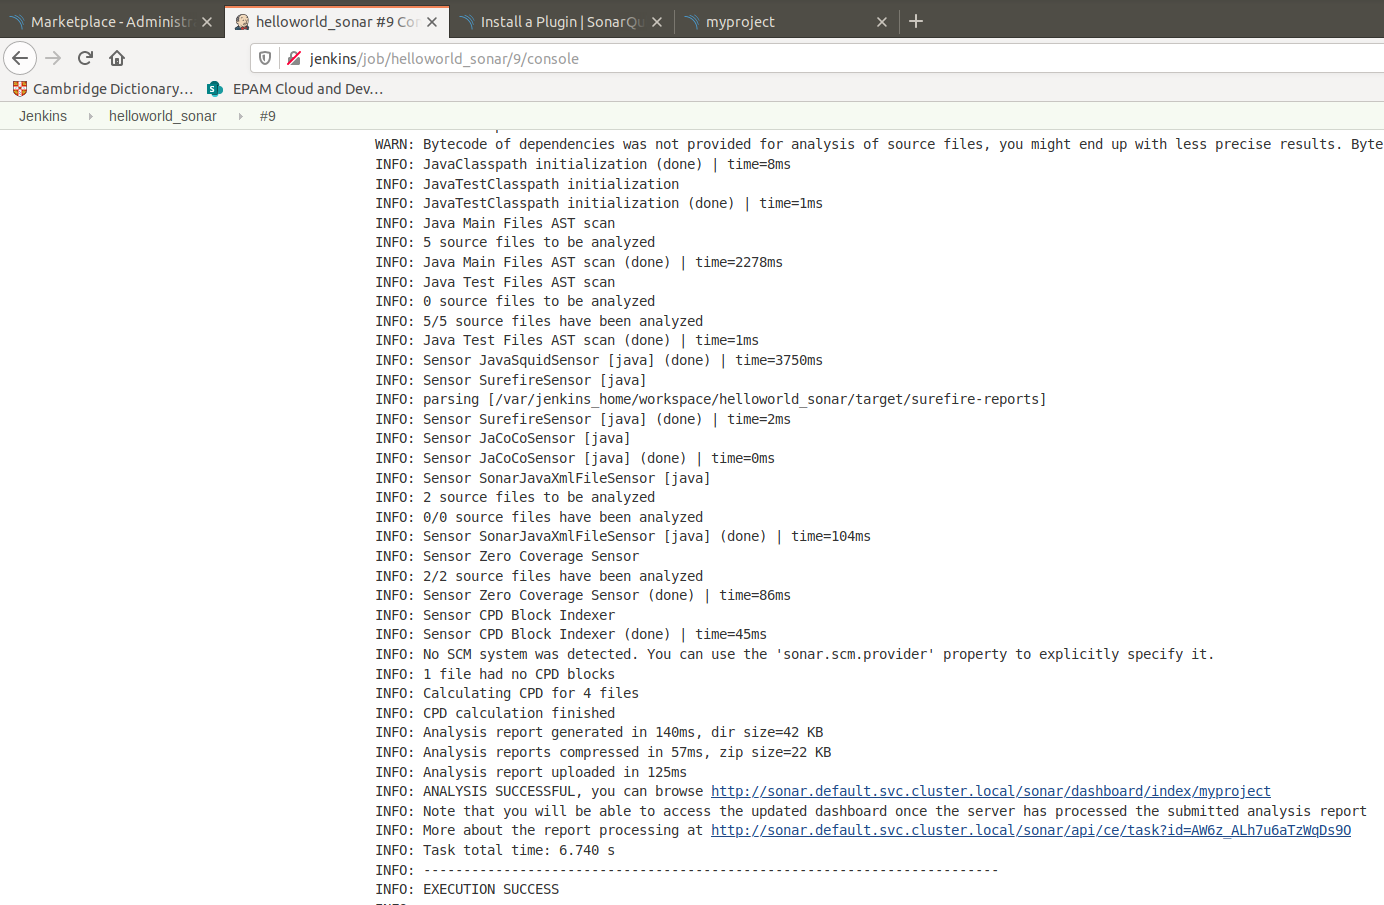 Marketplace - Administr
helloworld_sonar #9 Con
Install a Plugin | SonarQu
myproject
jenkins/job/helloworld_sonar/9/console
Cambridge Dictionary...
EPAM Cloud and Dev...
Jenkins
helloworld_sonar
#9
WARN: Bytecode of dependencies was not provided for analysis of source files, you might end up with less precise results. Byte
INFO: JavaClasspath initialization (done) | time=8ms
INFO: JavaTestClasspath initialization
INFO: JavaTestClasspath initialization (done) | time=1ms
INFO: Java Main Files AST scan
INFO: 5 source files to be analyzed
INFO: Java Main Files AST scan (done) | time=2278ms
INFO: Java Test Files AST scan
INFO: 0 source files to be analyzed
INFO: 5/5 source files have been analyzed
INFO: Java Test Files AST scan (done) | time=1ms
INFO: Sensor JavaSquidSensor [java] (done) | time=3750ms
INFO: Sensor SurefireSensor [java]
INFO: parsing [/var/jenkins_home/workspace/helloworld_sonar/target/surefire-reports]
INFO: Sensor SurefireSensor [java] (done) | time=2ms
INFO: Sensor JaCoCoSensor [java]
INFO: Sensor JaCoCoSensor [java] (done) | time=0ms
INFO: Sensor SonarJavaXmlFileSensor [java]
INFO: 2 source files to be analyzed
INFO: 0/0 source files have been analyzed
INFO: Sensor SonarJavaXmlFileSensor [java] (done) | time=104ms
INFO: Sensor Zero Coverage Sensor
INFO: 2/2 source files have been analyzed
INFO: Sensor Zero Coverage Sensor (done) | time=86ms
INFO: Sensor CPD Block Indexer
INFO: Sensor CPD Block Indexer (done) | time=45ms
INFO: No SCM system was detected. You can use the 'sonar.scm.provider' property to explicitly specify it.
INFO: 1 file had no CPD blocks
INFO: Calculating CPD for 4 files
INFO: CPD calculation finished
INFO: Analysis report generated in 140ms, dir size=42 KB
INFO: Analysis reports compressed in 57ms, zip size=22 KB
INFO: Analysis report uploaded in 125ms
INFO: ANALYSIS SUCCESSFUL, you can browse http://sonar.default.svc.cluster.local/sonar/dashboard/index/myproject
INFO: Note that you will be able to access the updated dashboard once the server has processed the submitted analysis report
INFO: More about the report processing at http://sonar.default.svc.cluster.local/sonar/api/ce/task?id=AW6z_ALh7u6aTzWqDs9O
INFO: Task total time: 6.740 s
INFO: ------------------------------------------------------------------------
INFO: EXECUTION SUCCESS